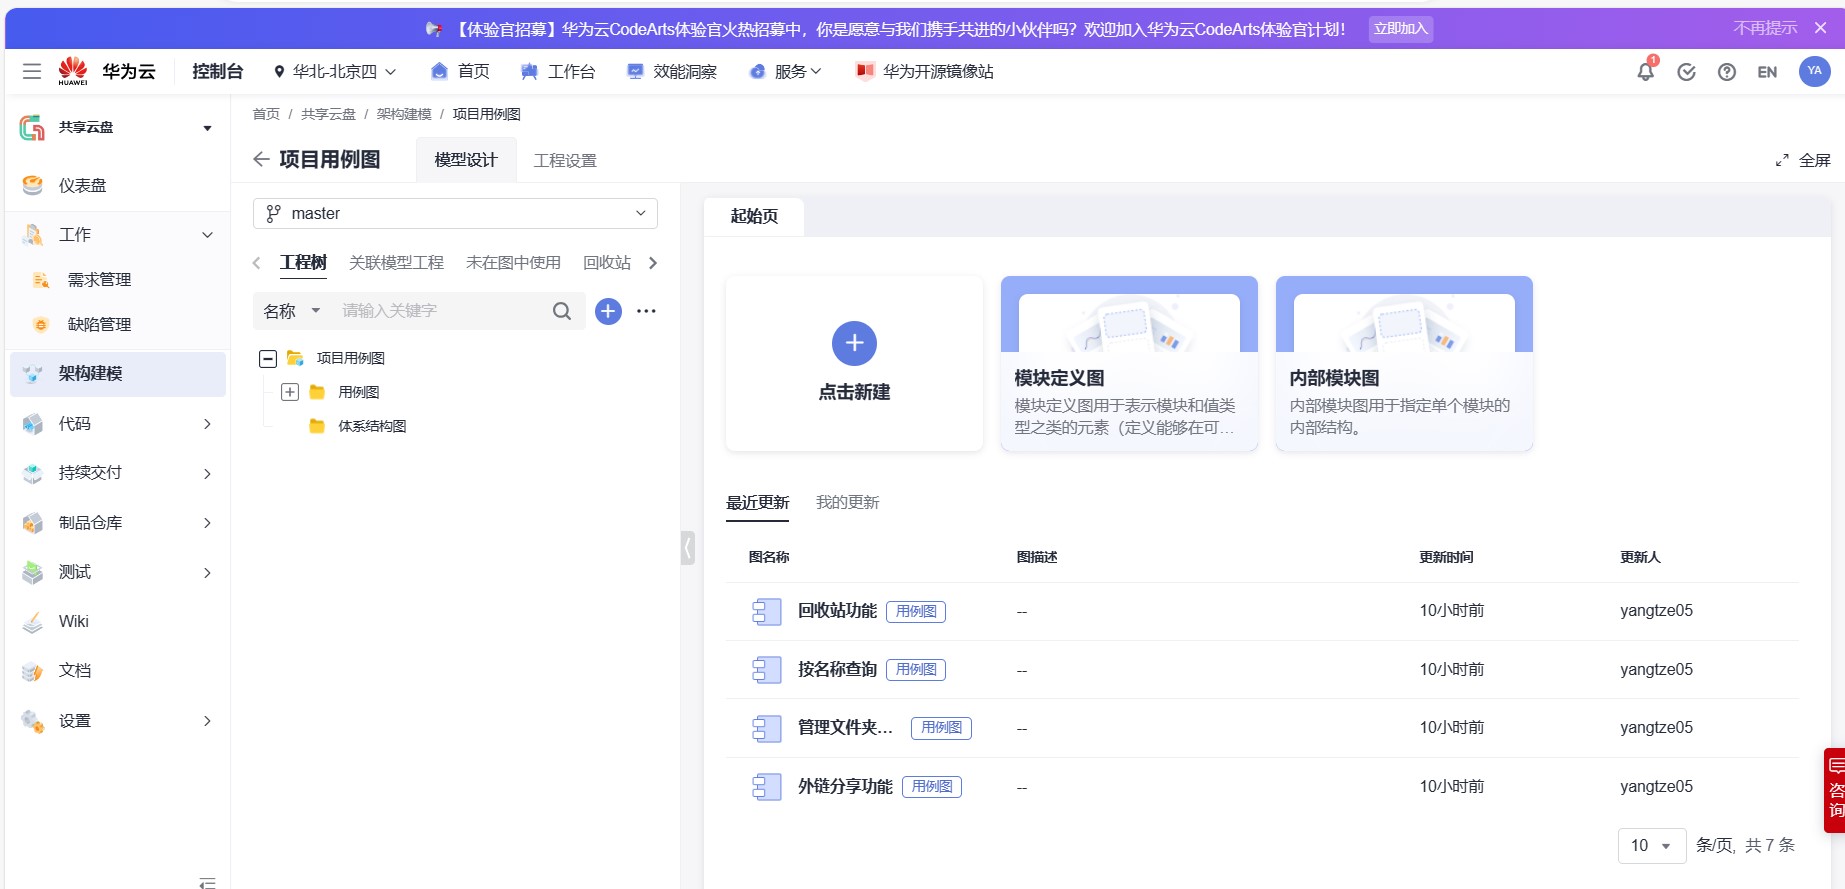 【体验官招募】华为云CodeArts体验官火热招募中，你是愿意与我们携手共进的小伙伴吗？欢迎加入华为云CodeArts体验官计划！ 立即加入 不再提示
HUAWEI 华为云 控制台 华北-北京四 首页 工作台 效能洞察 服务 华为开源镜像站 1 EN YA
共享云盘
仪表盘
工作
需求管理
缺陷管理
架构建模
代码
持续交付
制品仓库
测试
Wiki
文档
设置
首页 / 共享云盘 / 架构建模 / 项目用例图
项目用例图 模型设计 工程设置 全屏
master
工程树 关联模型工程 未在图中使用 回收站
名称 请输入关键字
项目用例图
用例图
体系结构图
起始页
点击新建
模块定义图
模块定义图用于表示模块和值类
型之类的元素（定义能够在可…
内部模块图
内部模块图用于指定单个模块的
内部结构。
最近更新 我的更新
图名称 图描述 更新时间 更新人
回收站功能 用例图 -- 10小时前 yangtze05
按名称查询 用例图 -- 10小时前 yangtze05
管理文件夹... 用例图 -- 10小时前 yangtze05
外链分享功能 用例图 -- 10小时前 yangtze05
10 条/页, 共 7 条
咨
询